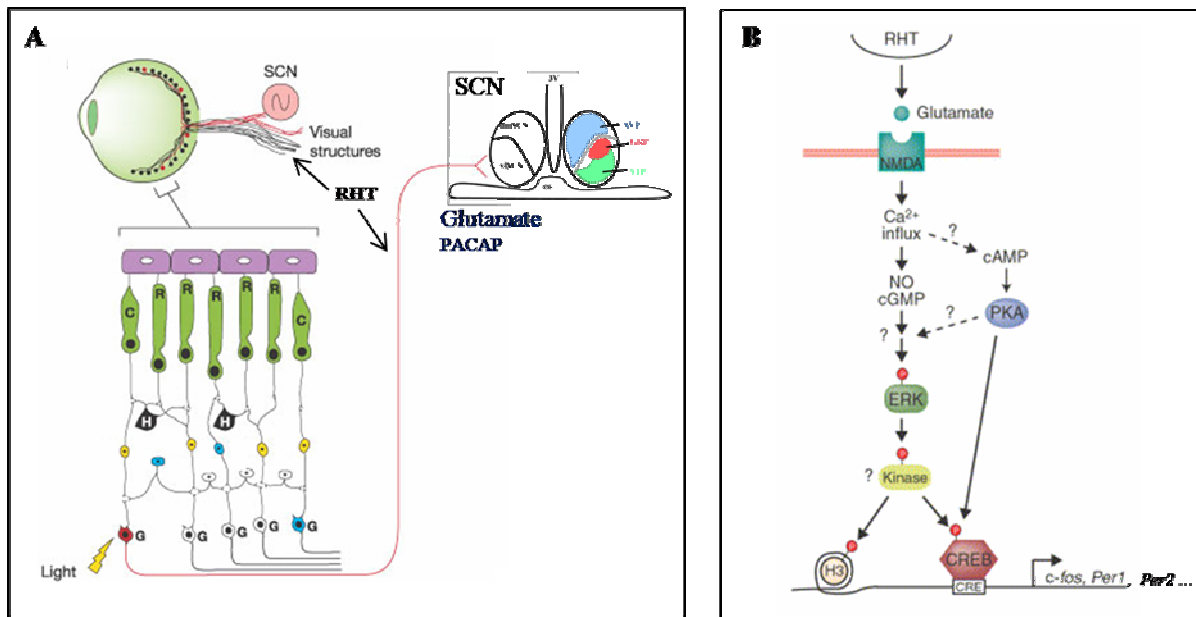 A
SCN
Visual
structures
RHT
SCN
3V
Glutamate
PACAP
C
R
R
R
R
R
C
H
H
G
G
G
G
G
Light
B
RHT
Glutamate
NMDA
Ca2+
influx
?
cAMP
NO
cGMP
?
PKA
?
P
ERK
P
? Kinase
P
P
H3
CREB
CRE
c-fos, Per1, Per2 ...